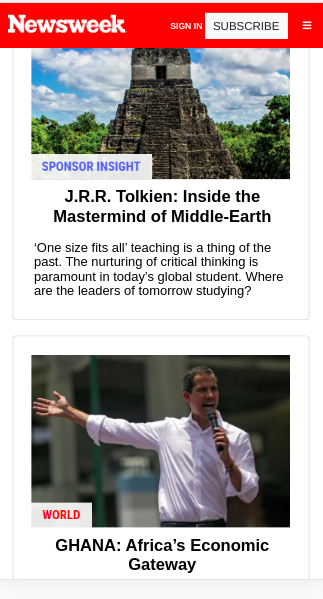 Newsweek
SIGN IN SUBSCRIBE
SPONSOR INSIGHT
J.R.R. Tolkien: Inside the
Mastermind of Middle-Earth
‘One size fits all’ teaching is a thing of the
past. The nurturing of critical thinking is
paramount in today’s global student. Where
are the leaders of tomorrow studying?
WORLD
GHANA: Africa’s Economic
Gateway